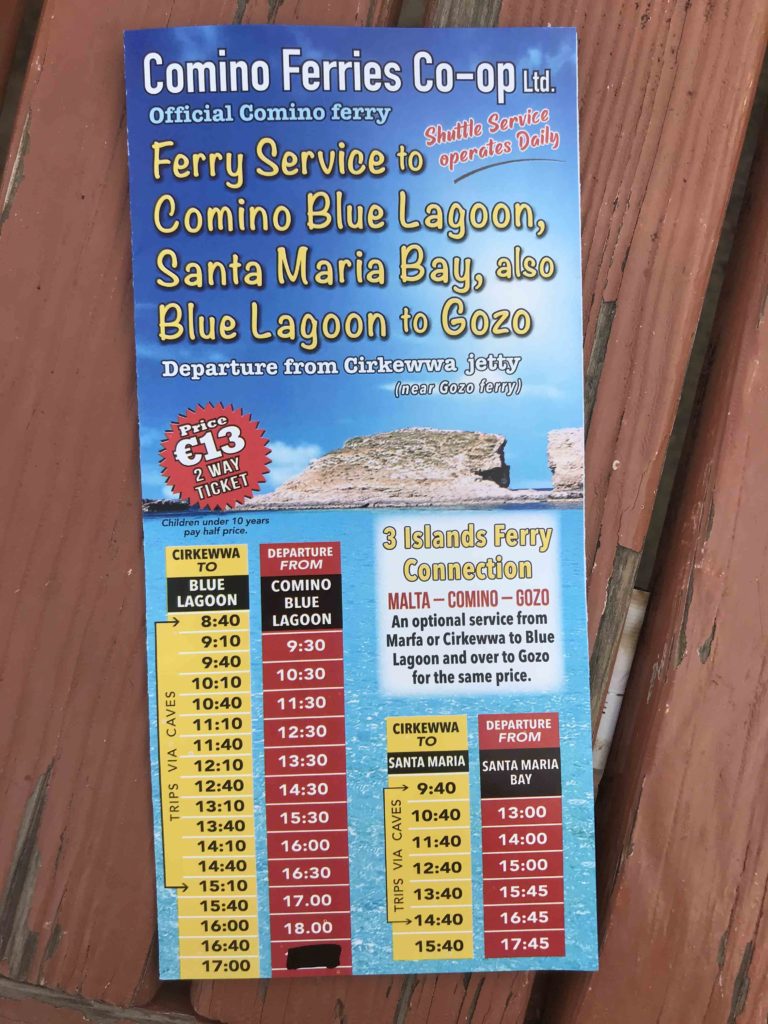 Comino Ferries Co-op Ltd.
Official Comino ferry
Shuttle Service
operates Daily
Ferry Service to
Comino Blue Lagoon,
Santa Maria Bay, also
Blue Lagoon to Gozo
Departure from Cirkewwa jetty
(near Gozo ferry)
Price
€13
2 WAY
TICKET
Children under 10 years
pay half price.
CIRKEWWA
TO
BLUE
LAGOON
TRIPS VIA CAVES
8:40
9:10
9:40
10:10
10:40
11:10
11:40
12:10
12:40
13:10
13:40
14:10
14:40
15:10
15:40
16:00
16:40
17:00
DEPARTURE
FROM
COMINO
BLUE
LAGOON
9:30
10:30
11:30
12:30
13:30
14:30
15:30
16:00
16:30
17.00
18.00
3 Islands Ferry
Connection
MALTA – COMINO – GOZO
An optional service from
Marfa or Cirkewwa to Blue
Lagoon and over to Gozo
for the same price.
CIRKEWWA
TO
SANTA MARIA
TRIPS VIA CAVES
9:40
10:40
11:40
12:40
13:40
14:40
15:40
DEPARTURE
FROM
SANTA MARIA
BAY
13:00
14:00
15:00
15:45
16:45
17:45